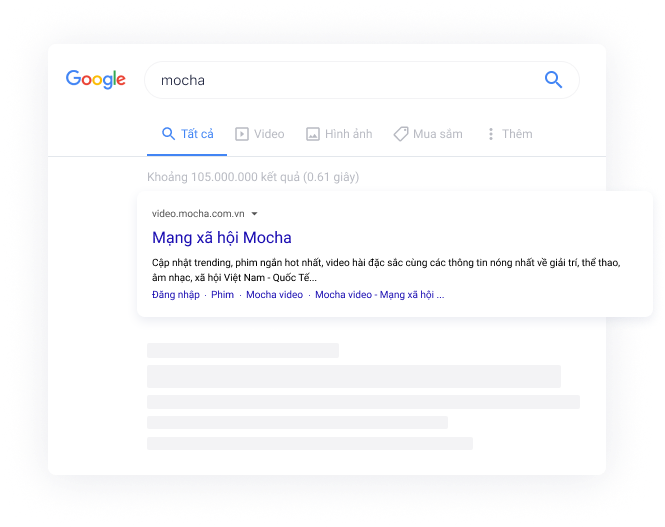 Google
mocha
Tất cả
Video
Hình ảnh
Mua sắm
Thêm
Khoảng 105.000.000 kết quả (0.61 giây)
video.mocha.com.vn
Mạng xã hội Mocha
Cập nhật trending, phim ngắn hot nhất, video hài đặc sắc cùng các thông tin nóng nhất về giải trí, thể thao,
âm nhạc, xã hội Việt Nam - Quốc Tế...
Đăng nhập · Phim · Mocha video · Mocha video - Mạng xã hội ...